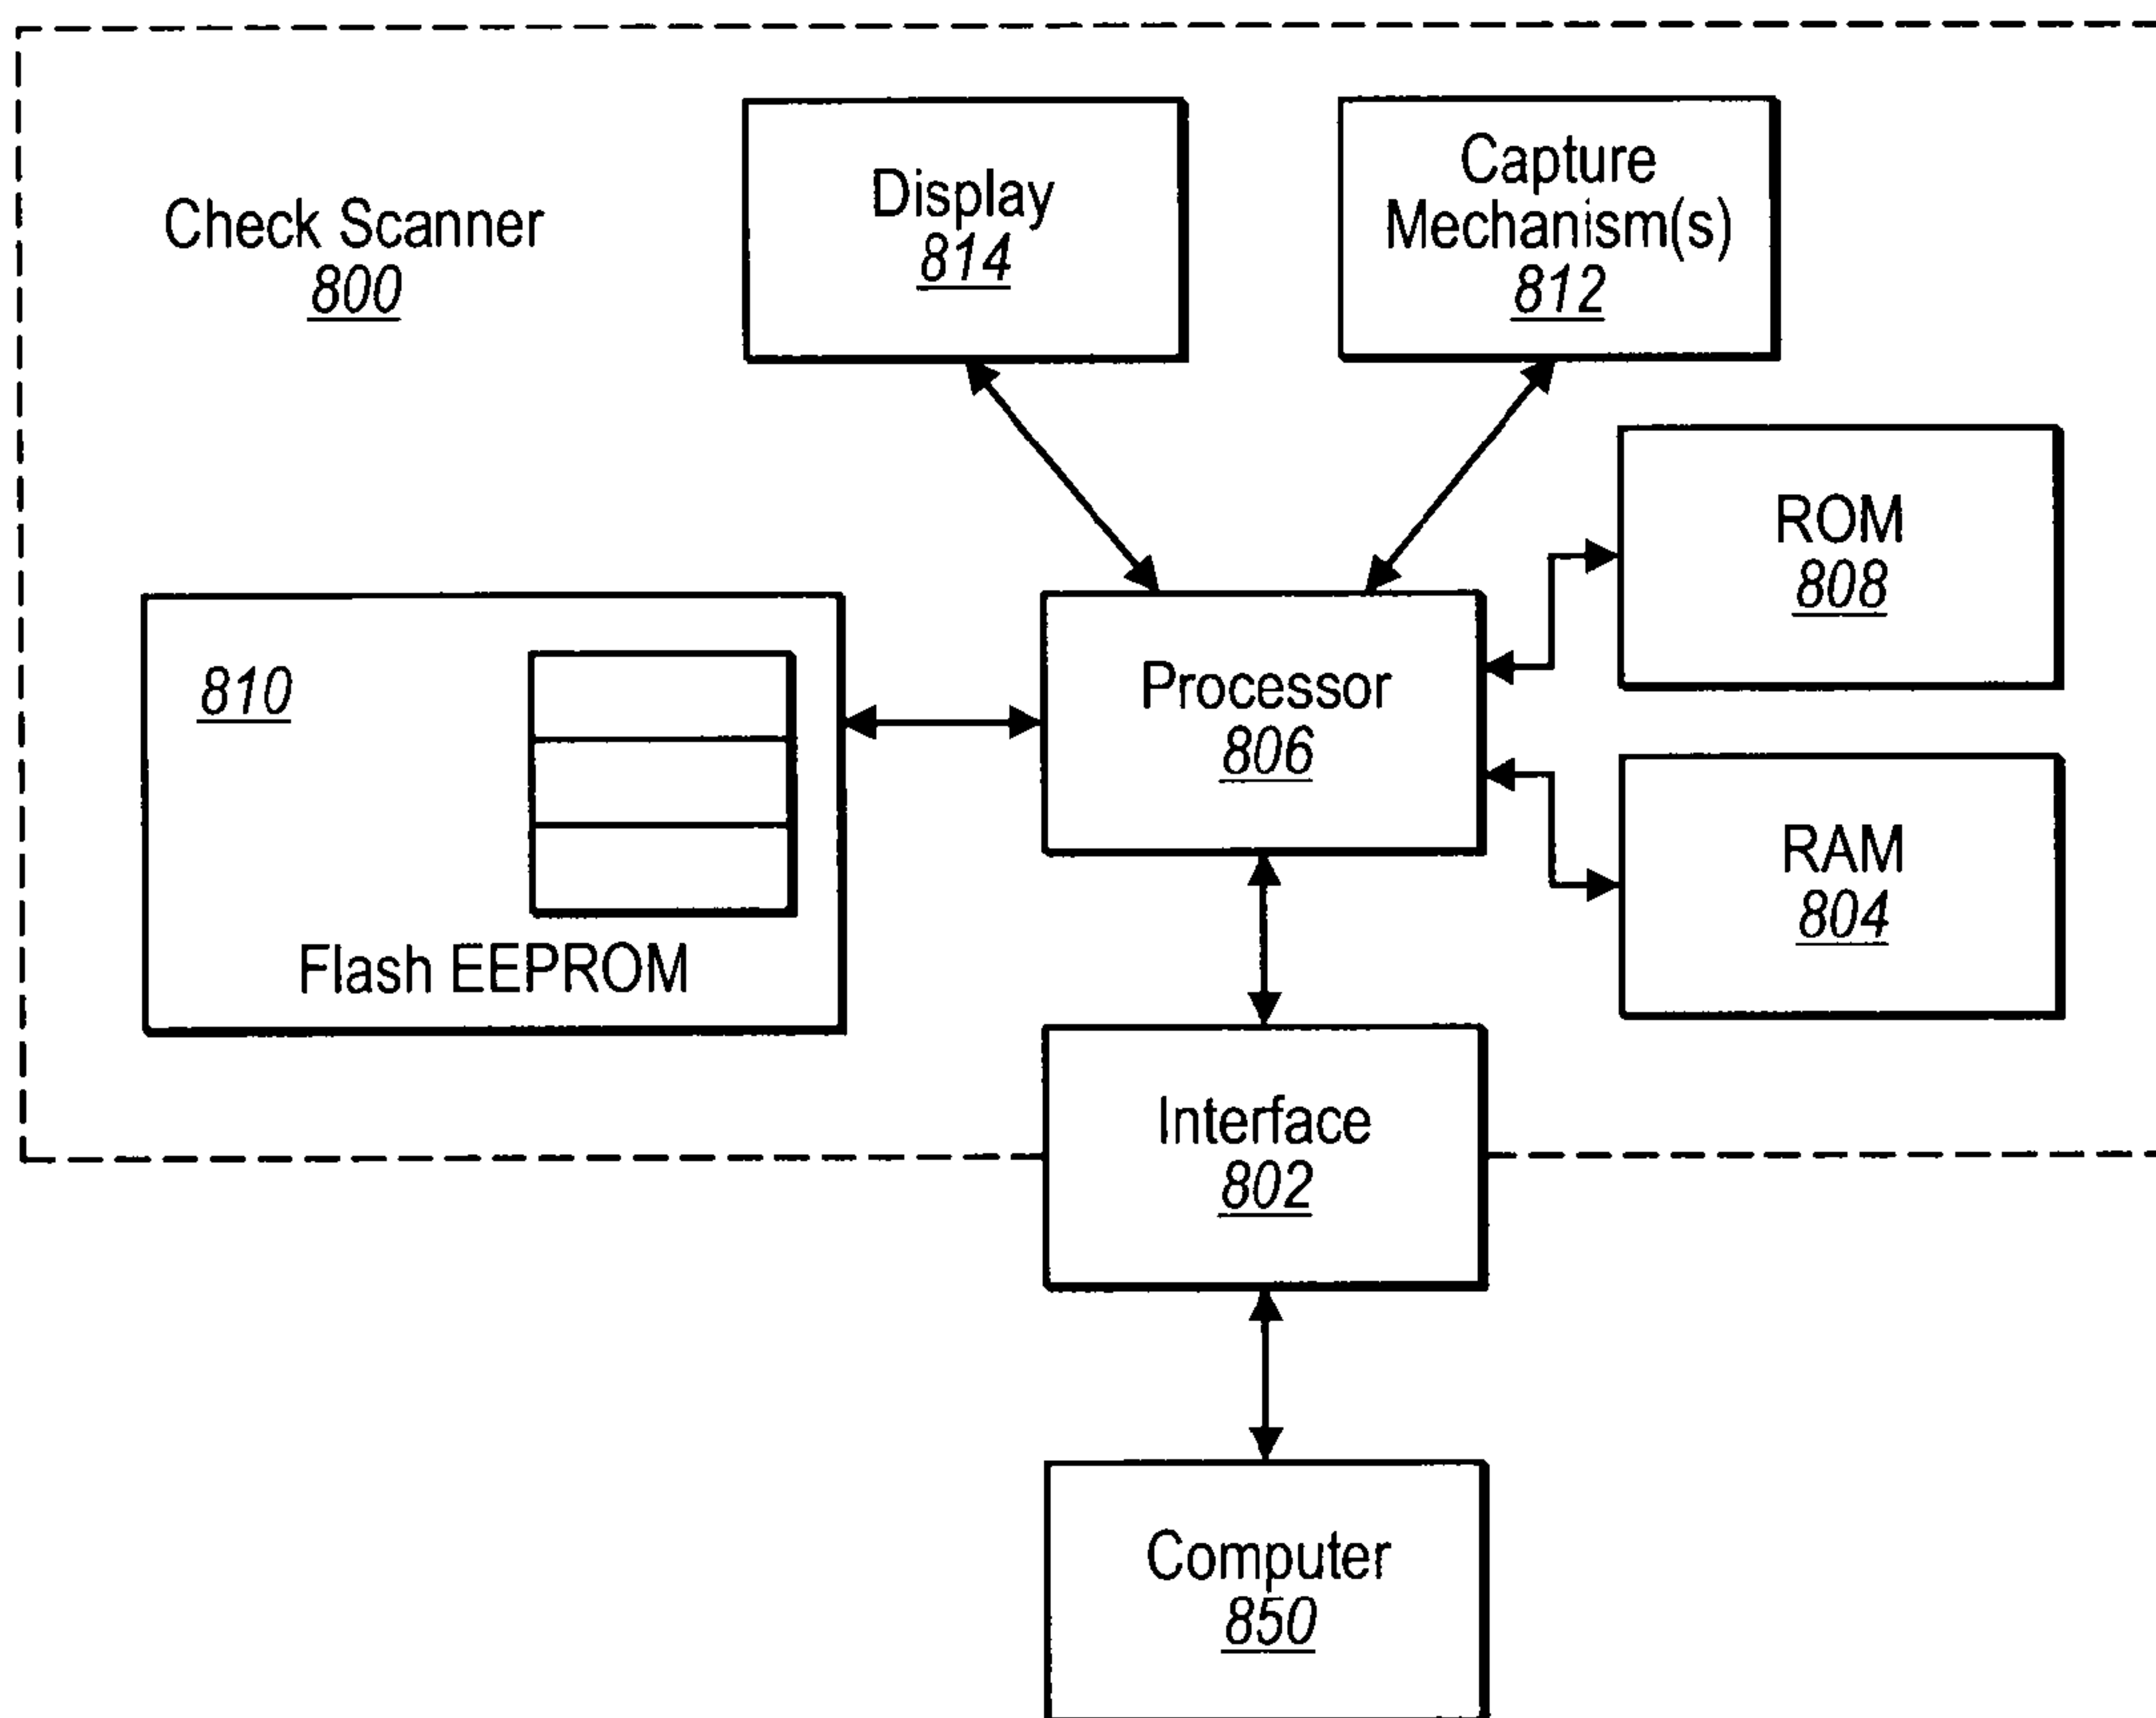 Check Scanner
800
Display
814
Capture
Mechanism(s)
812
ROM
808
810
Flash EEPROM
Processor
806
RAM
804
Interface
802
Computer
850